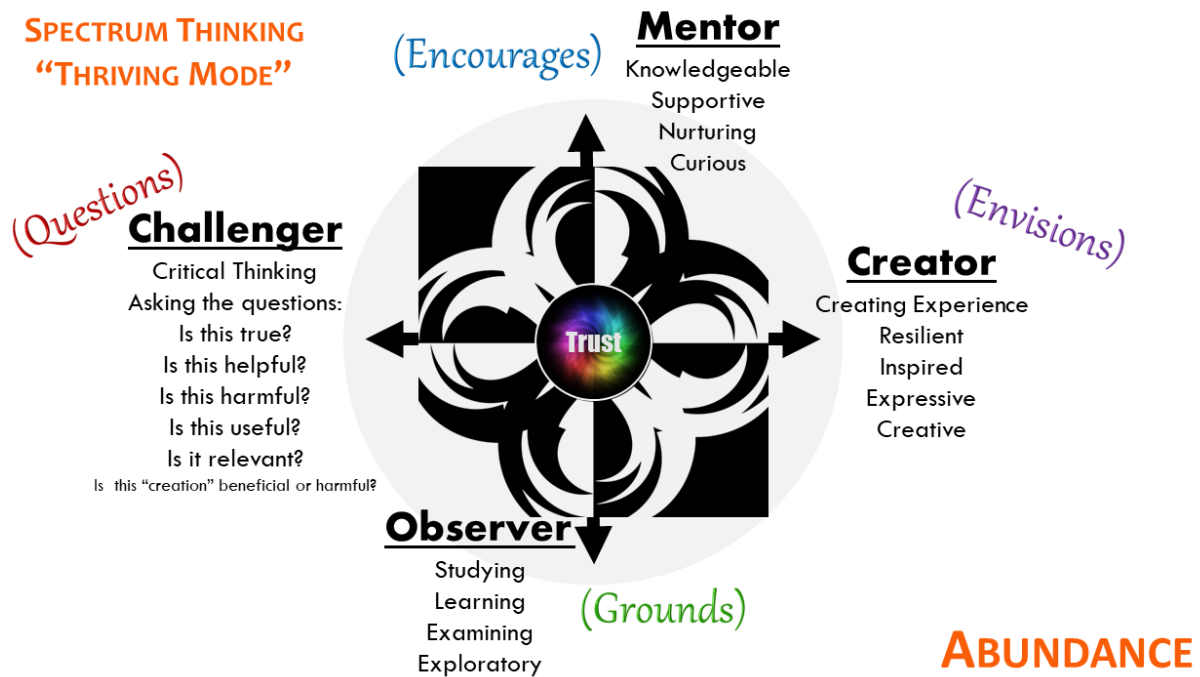 SPECTRUM THINKING
“THRIVING MODE”
(Encourages)
Mentor
Knowledgeable
Supportive
Nurturing
Curious
(Questions)
Challenger
Critical Thinking
Asking the questions:
Is this true?
Is this helpful?
Is this harmful?
Is this useful?
Is it relevant?
Is this “creation” beneficial or harmful?
(Envisions)
Creator
Creating Experience
Resilient
Inspired
Expressive
Creative
Trust
Observer
Studying
Learning
Examining
Exploratory
(Grounds)
ABUNDANCE